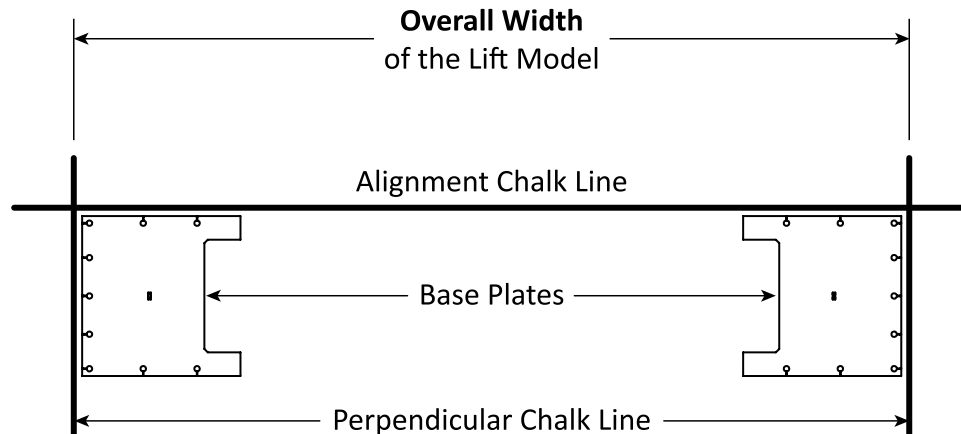 Overall Width
of the Lift Model
Alignment Chalk Line
Base Plates
Perpendicular Chalk Line